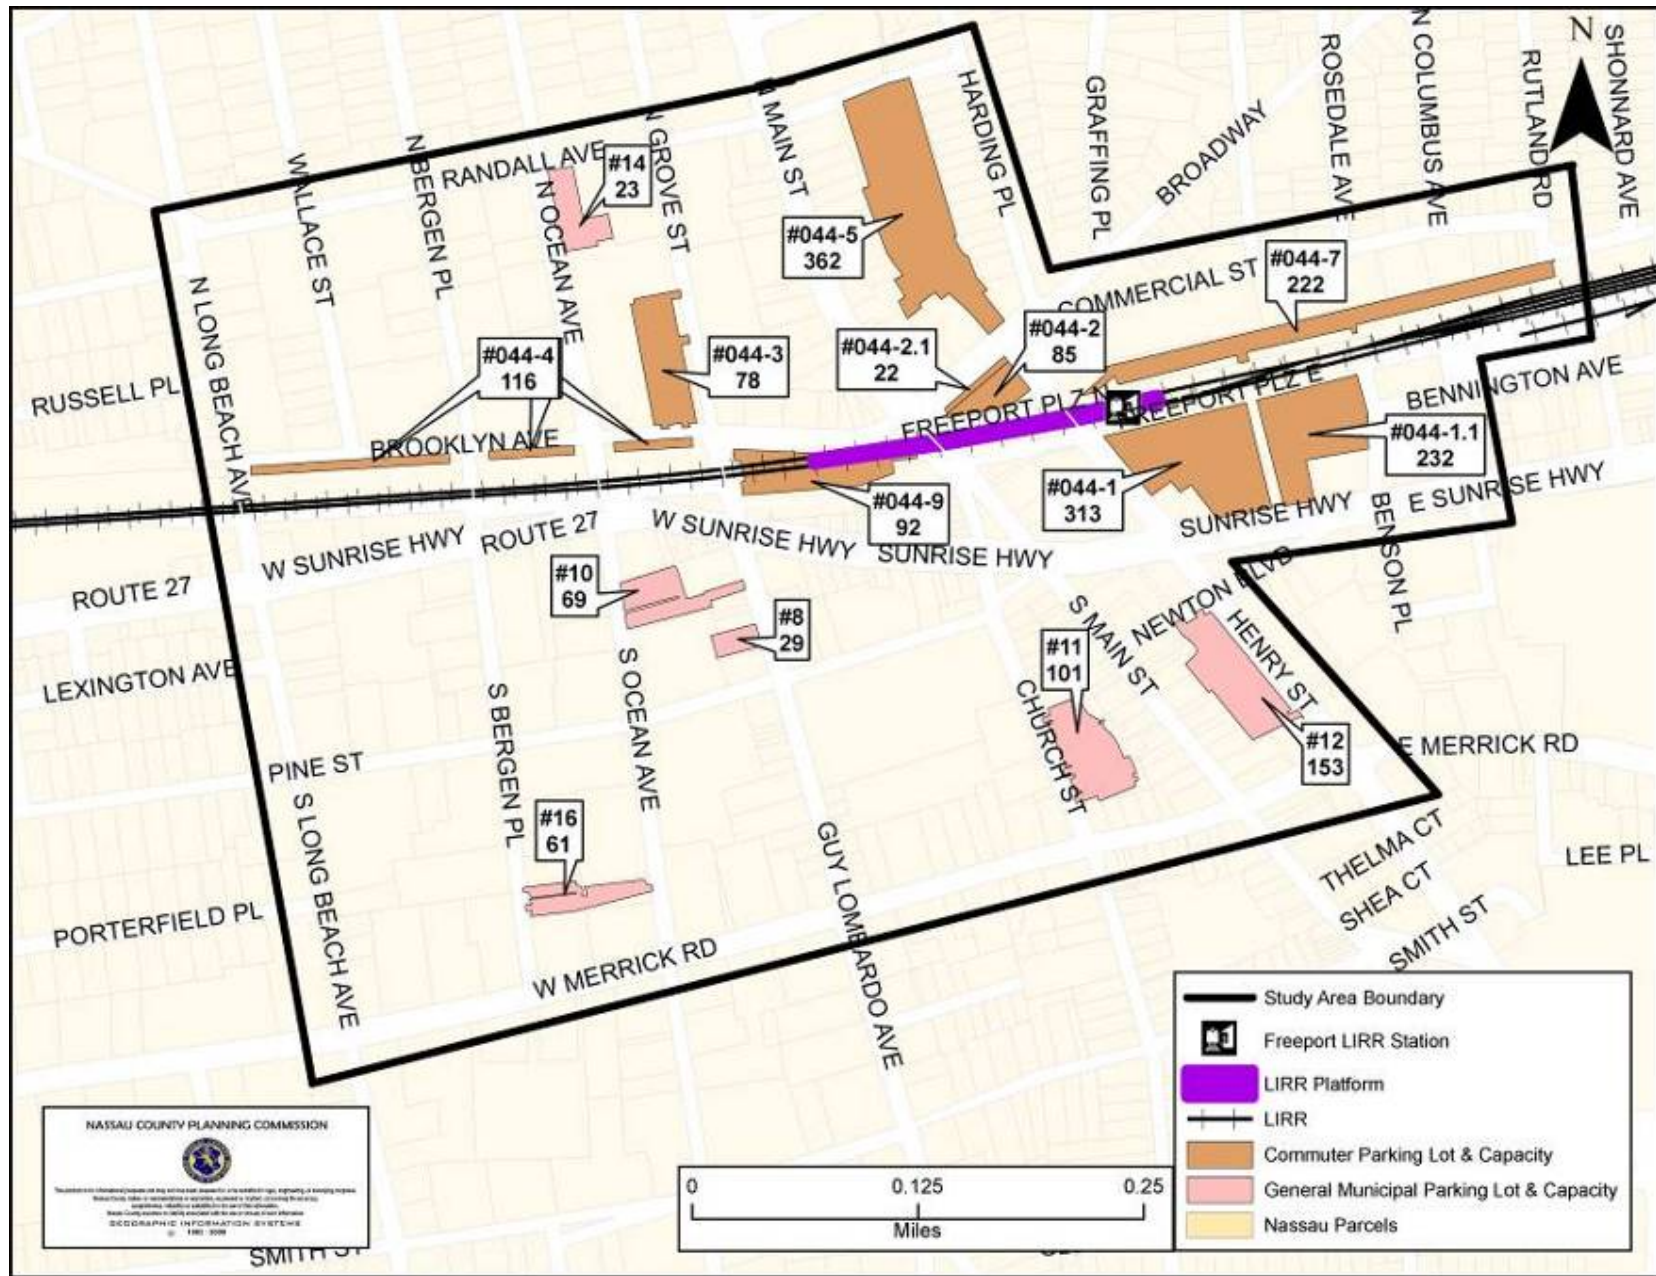 N
SHONNARD AVE
N COLUMBUS AVE
ROSEDALE AVE
RUTLAND RD
HARDING PL
GRAFFING PL
BROADWAY
N MAIN ST
N GROVE ST
RANDALL AVE
#14
23
WALLACE ST
N BERGEN PL
N OCEAN AVE
#044-5
362
COMMERCIAL ST
#044-7
222
N LONG BEACH AVE
#044-2
85
#044-2.1
22
#044-4
116
#044-3
78
RUSSELL PL
BROOKLYN AVE
FREEPORT PLZ N
FREEPORT PLZ E
BENNINGTON AVE
#044-1.1
232
#044-1
313
#044-9
92
E SUNRISE HWY
SUNRISE HWY
W SUNRISE HWY
ROUTE 27
W SUNRISE HWY
SUNRISE HWY
BENSON PL
ROUTE 27
#10
69
#8
29
NEWTON BLVD
HENRY ST
S MAIN ST
#11
101
LEXINGTON AVE
S OCEAN AVE
S BERGEN PL
CHURCH ST
#12
153
E MERRICK RD
PINE ST
S LONG BEACH AVE
#16
61
GUY LOMBARDO AVE
THELMA CT
SHEA CT
SMITH ST
LEE PL
PORTERFIELD PL
W MERRICK RD
Study Area Boundary
Freeport LIRR Station
LIRR Platform
LIRR
Commuter Parking Lot & Capacity
General Municipal Parking Lot & Capacity
Nassau Parcels
0 0.125 0.25
Miles
NASSAU COUNTY PLANNING COMMISSION
GEOGRAPHIC INFORMATION SYSTEMS
SMITH ST